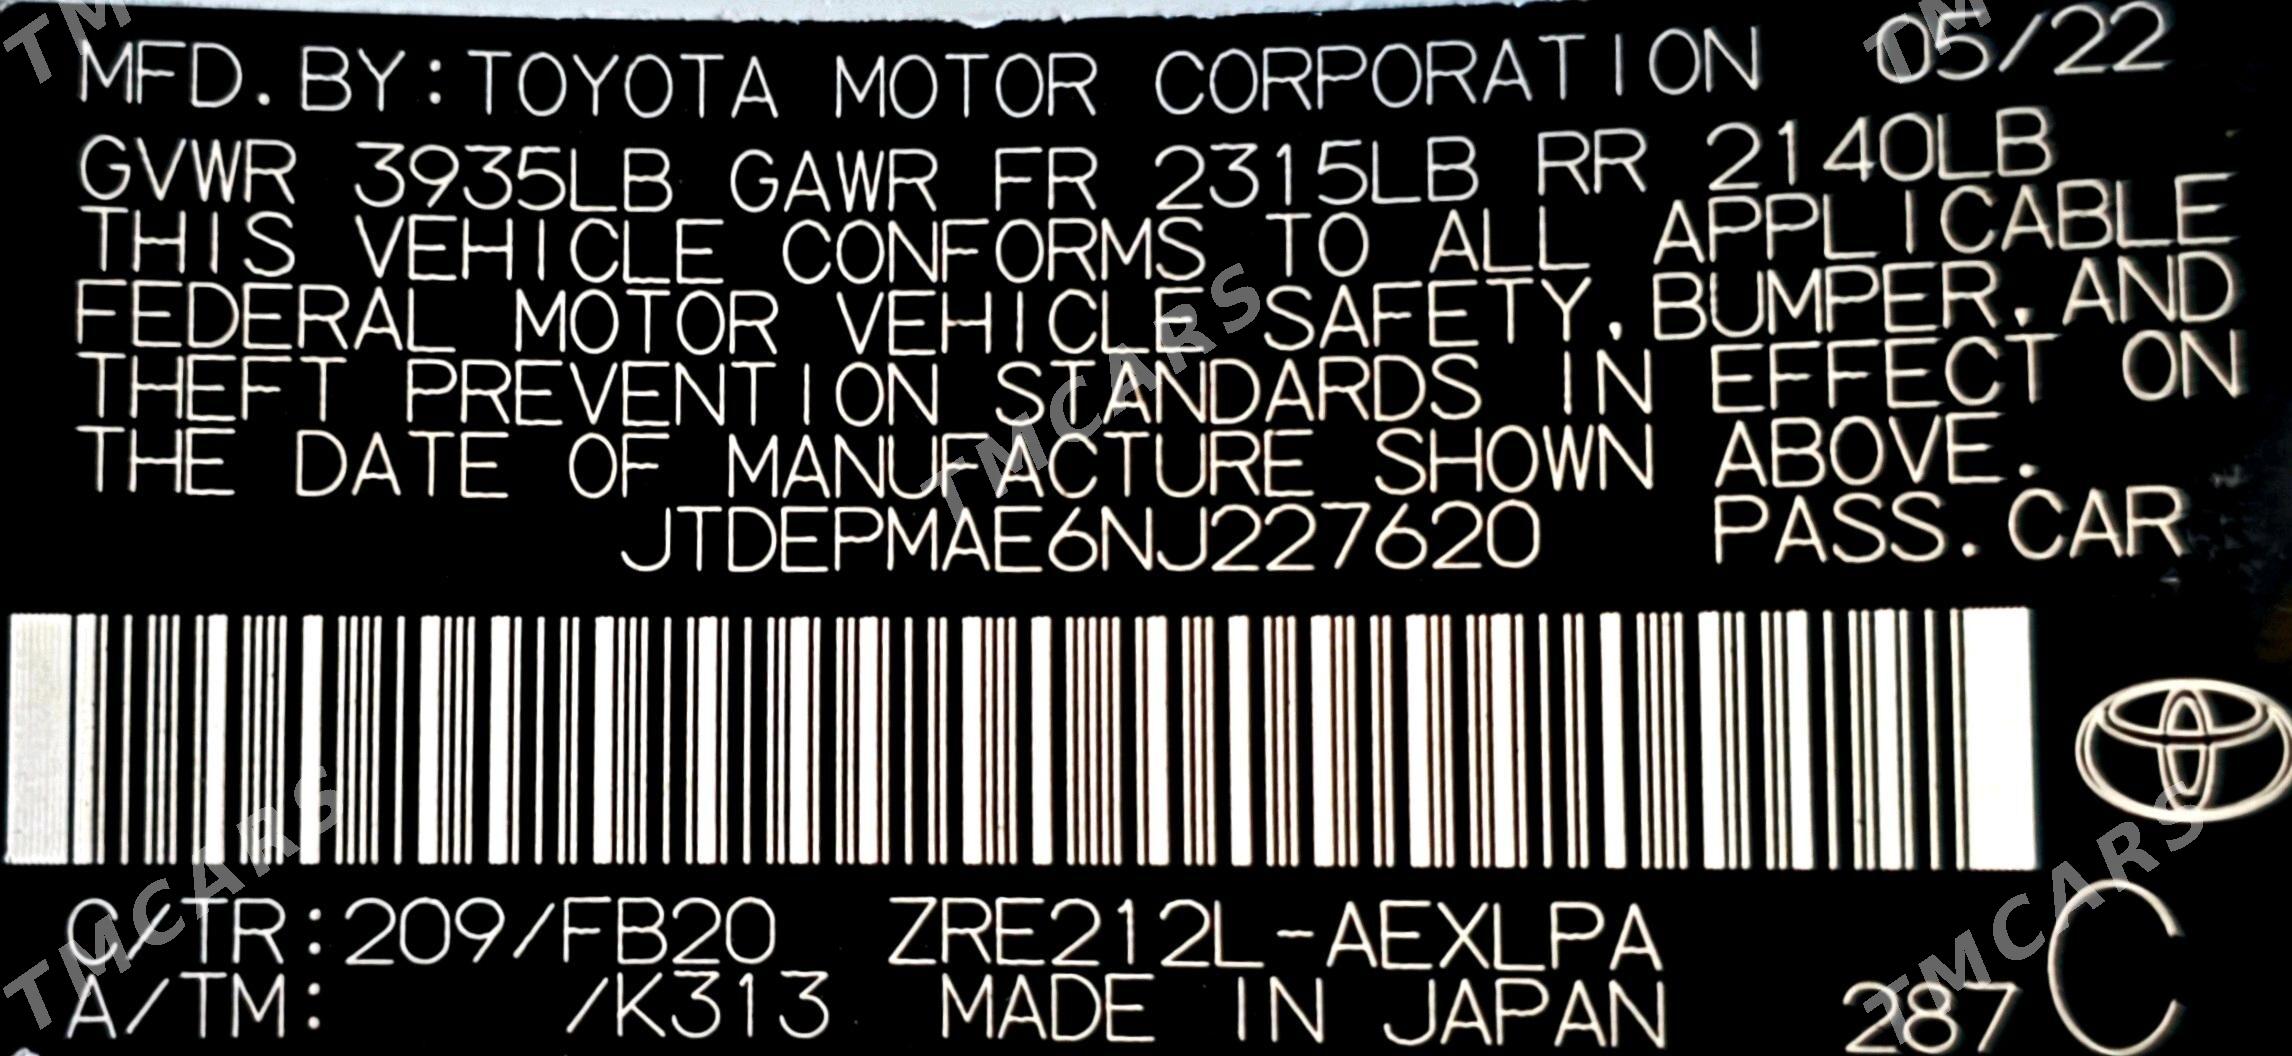 MFD.BY:TOYOTA MOTOR CORPORATION 05/22
GVWR 3935LB GAWR FR 2315LB RR 2140LB
THIS VEHICLE CONFORMS TO ALL APPLICABLE
FEDERAL MOTOR VEHICLE SAFETY,BUMPER,AND
THEFT PREVENTION STANDARDS IN EFFECT ON
THE DATE OF MANUFACTURE SHOWN ABOVE.
JTDEPMAE6NJ227620 PASS.CAR
C/TR:209/FB20 ZRE212L-AEXLPA
A/TM: /K313 MADE IN JAPAN 287 C
TMCARS
TMCARS
TMCARS